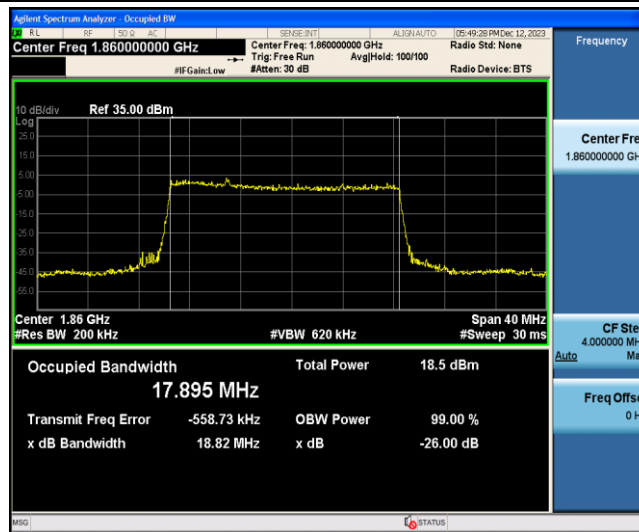 Agilent Spectrum Analyzer - Occupied BW
RL RF 50 Ω AC SENSE:INT ALIGN AUTO 05:49:28 PM Dec 12, 2023
Center Freq 1.860000000 GHz
Center Freq: 1.860000000 GHz
Radio Std: None
Trig: Free Run Avg|Hold: 100/100
#IFGain:Low #Atten: 30 dB Radio Device: BTS
Frequency
10 dB/div Ref 35.00 dBm
Log
25.0
15.0
5.00
-5.00
-15.0
-25.0
-35.0
-45.0
-55.0
Center 1.86 GHz Span 40 MHz
#Res BW 200 kHz #VBW 620 kHz #Sweep 30 ms
Occupied Bandwidth Total Power 18.5 dBm
17.895 MHz
Transmit Freq Error -558.73 kHz OBW Power 99.00 %
x dB Bandwidth 18.82 MHz x dB -26.00 dB
Center Fre
1.860000000 GH
CF Ste
4.000000 MH
Auto Ma
Freq Offse
0 H
MSG STATUS